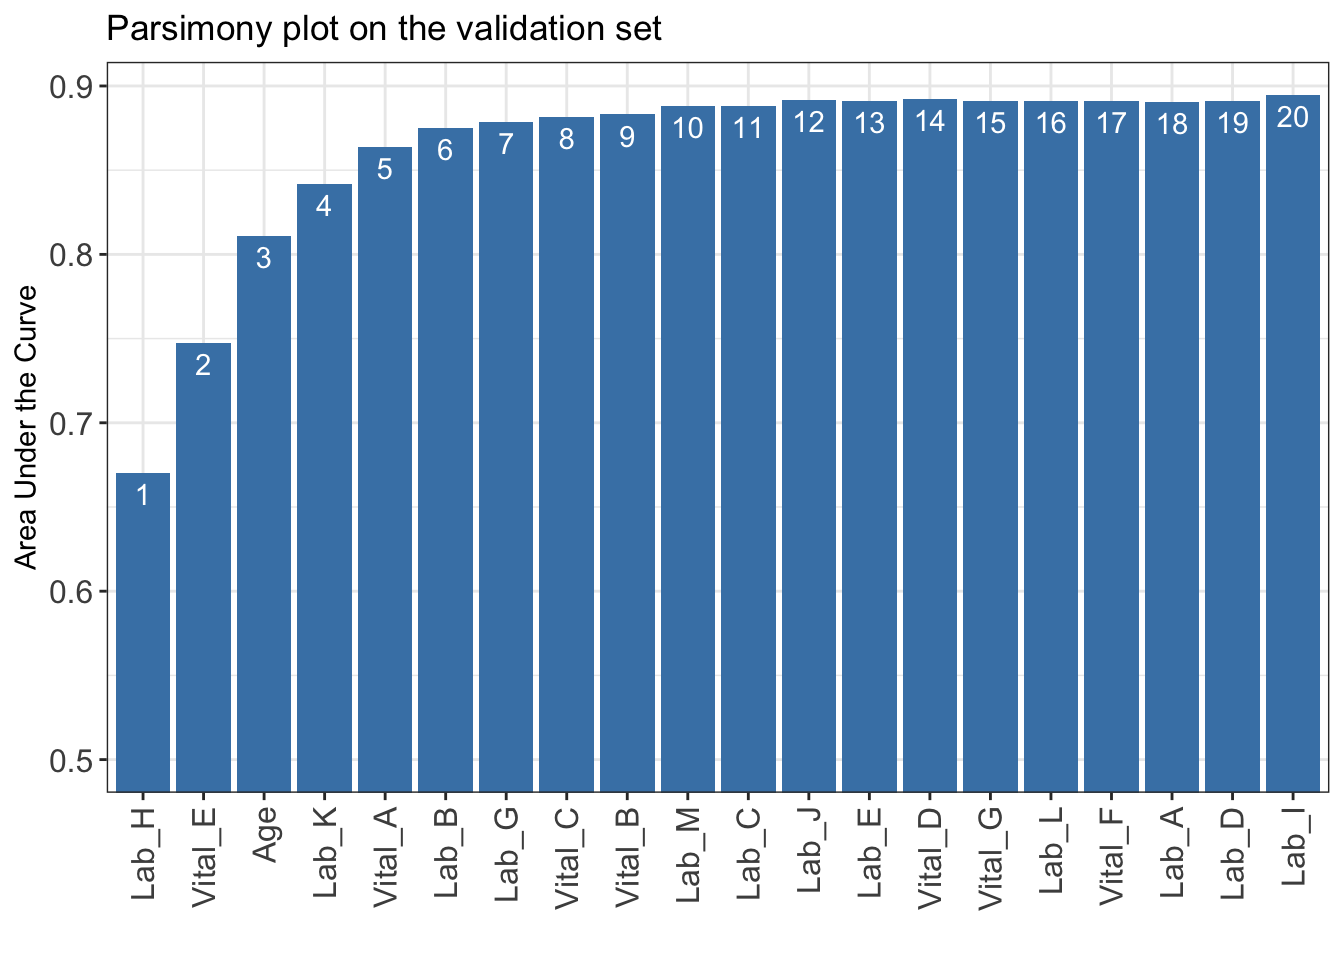 Parsimony plot on the validation set
Area Under the Curve
0.9
0.8
0.7
0.6
0.5
1
2
3
4
5
6
7
8
9
10
11
12
13
14
15
16
17
18
19
20
Lab_H
Vital_E
Age
Lab_K
Vital_A
Lab_B
Lab_G
Vital_C
Vital_B
Lab_M
Lab_C
Lab_J
Lab_E
Vital_D
Vital_G
Lab_L
Vital_F
Lab_A
Lab_D
Lab_I